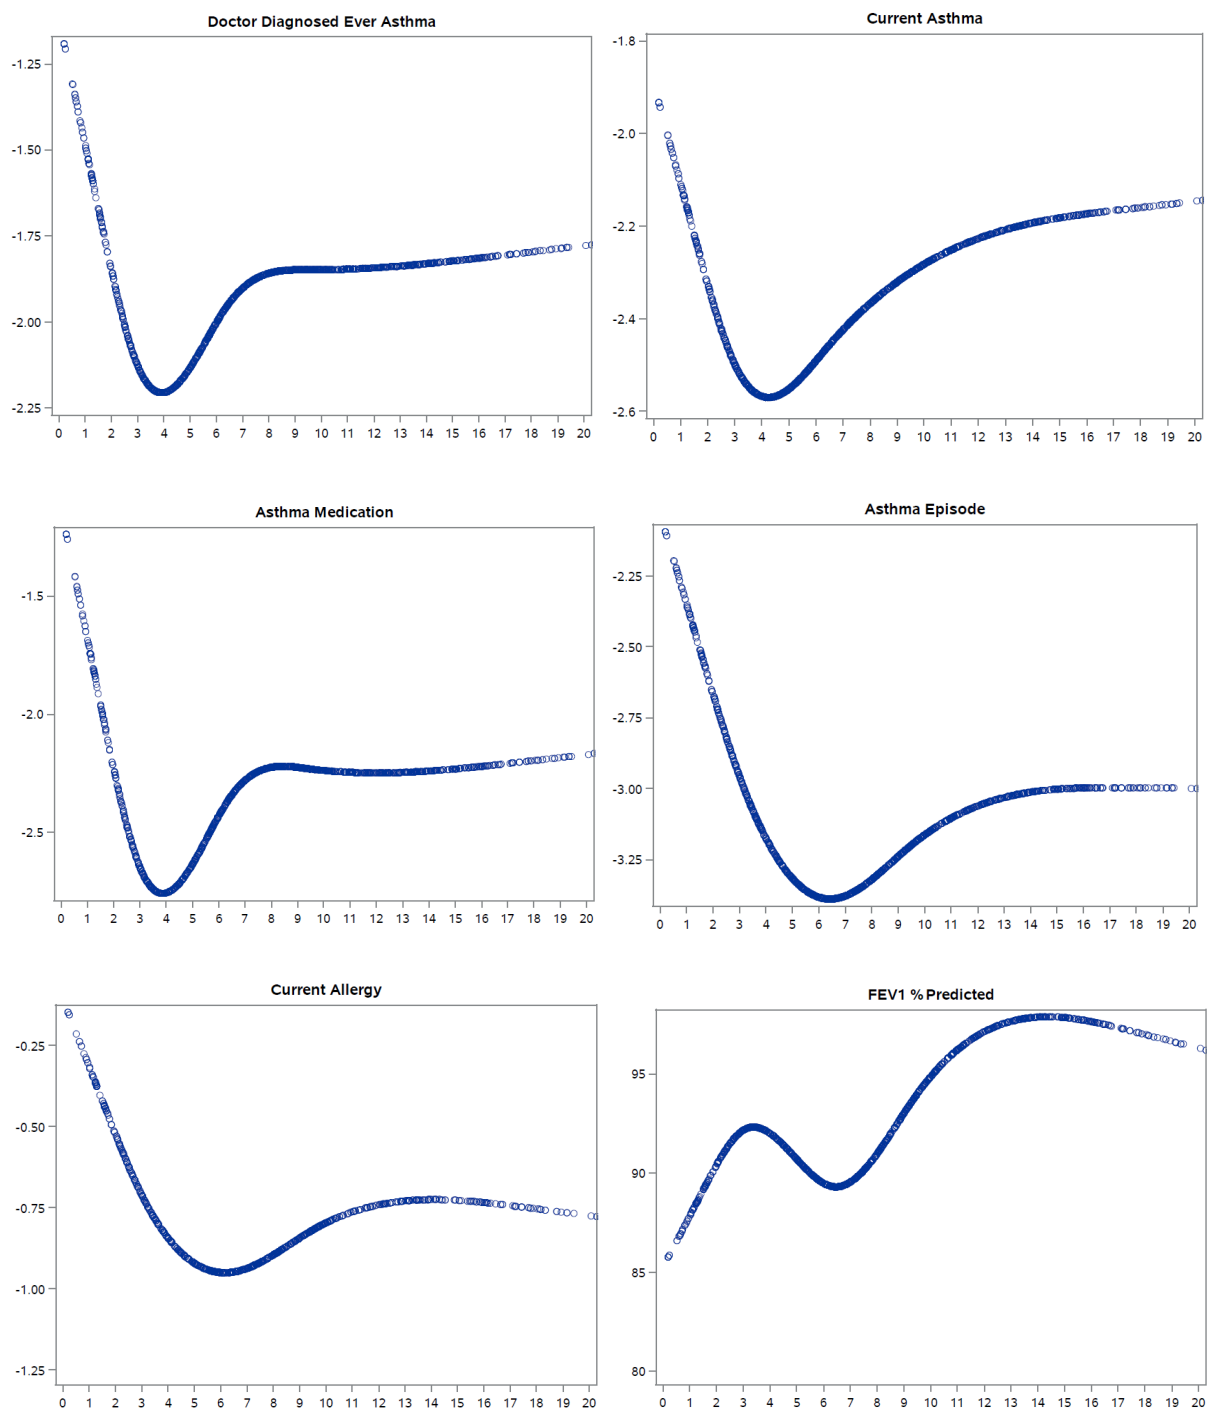 Doctor Diagnosed Ever Asthma
-1.25
-1.50
-1.75
-2.00
-2.25
0 1 2 3 4 5 6 7 8 9 10 11 12 13 14 15 16 17 18 19 20
Current Asthma
-1.8
-2.0
-2.2
-2.4
-2.6
0 1 2 3 4 5 6 7 8 9 10 11 12 13 14 15 16 17 18 19 20
Asthma Medication
-1.5
-2.0
-2.5
0 1 2 3 4 5 6 7 8 9 10 11 12 13 14 15 16 17 18 19 20
Asthma Episode
-2.25
-2.50
-2.75
-3.00
-3.25
0 1 2 3 4 5 6 7 8 9 10 11 12 13 14 15 16 17 18 19 20
Current Allergy
-0.25
-0.50
-0.75
-1.00
-1.25
0 1 2 3 4 5 6 7 8 9 10 11 12 13 14 15 16 17 18 19 20
FEV1 % Predicted
95
90
85
80
0 1 2 3 4 5 6 7 8 9 10 11 12 13 14 15 16 17 18 19 20